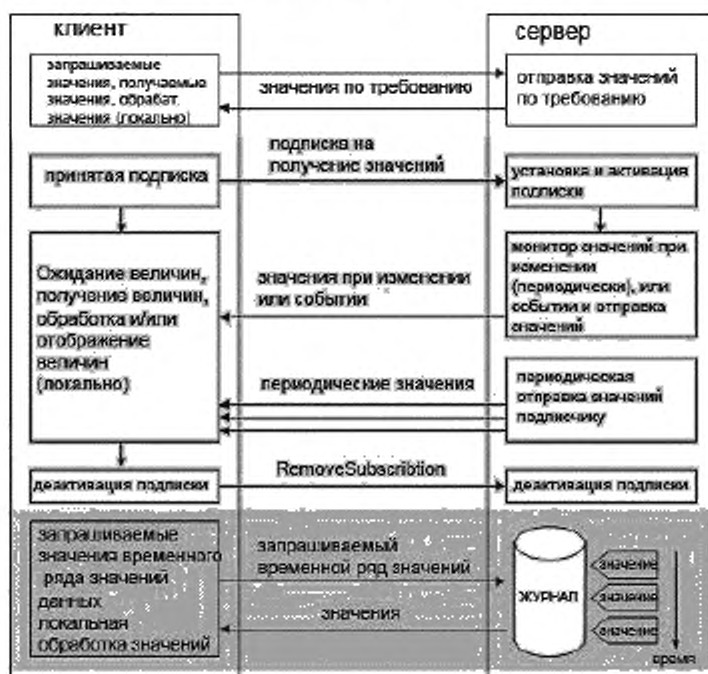 клиент
сервер
запрашиваемые
значения, получаемые
значения, обрабат.
значения (локально)
значения по требованию
отправка значений
по требованию
подписка на
получение значений
принятая подписка
установка и активация
подписки
Ожидание величин,
получение величин,
обработка и/или
отображение
величин
(локально)
значения при изменении
или событии
монитор значений при
изменении
(периодически), или
событии и отправка
значений
периодические значения
периодическая
отправка значений
подписчику
деактивация подписки
RemoveSubscribtion
деактивация подписки
запрашиваемые
значения временного
ряда значений
данных
локальная
обработка значений
запрашиваемый
временной ряд значений
значения
ЖУРНАЛ
значение
значение
значение
время